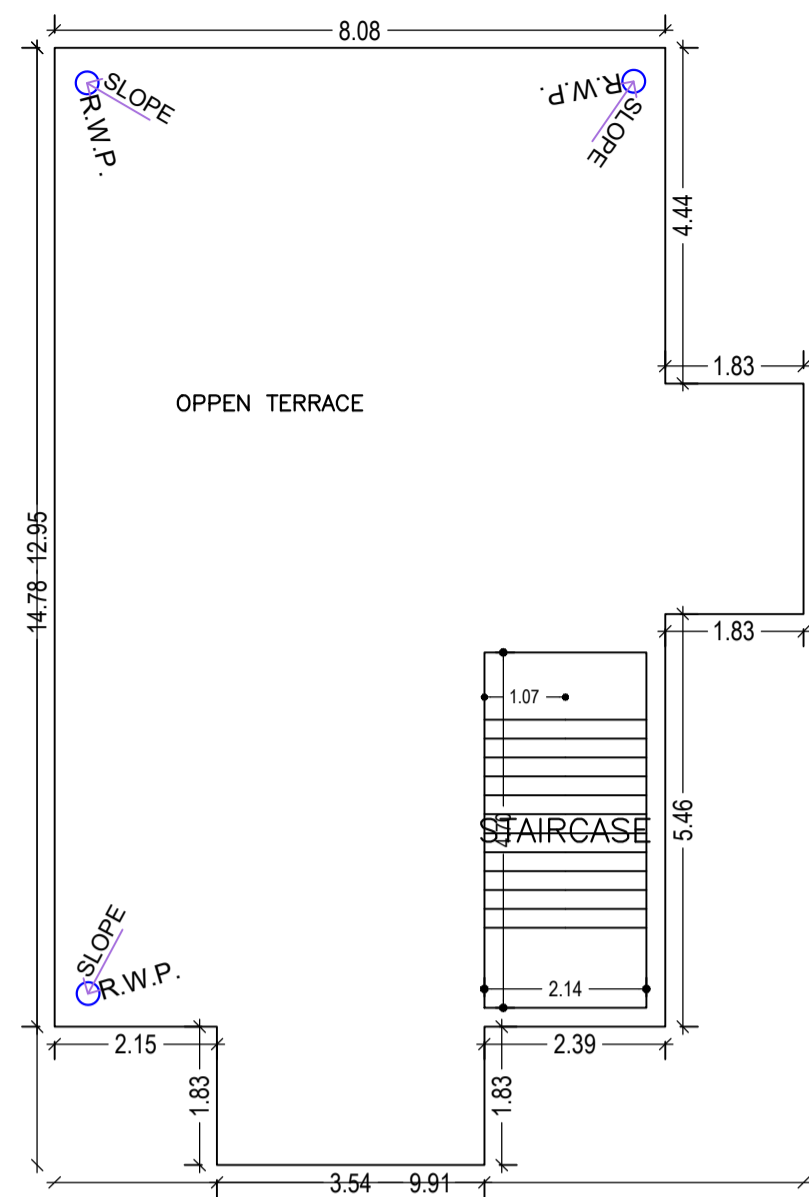 8.08
SLOPE
R.W.P.
R.W.P.
SLOPE
4.44
1.83
OPPEN TERRACE
14.78 12.95
1.83
1.07
STAIRCASE
5.46
2.14
SLOPE
R.W.P.
2.15
2.39
1.83
1.83
3.54
9.91